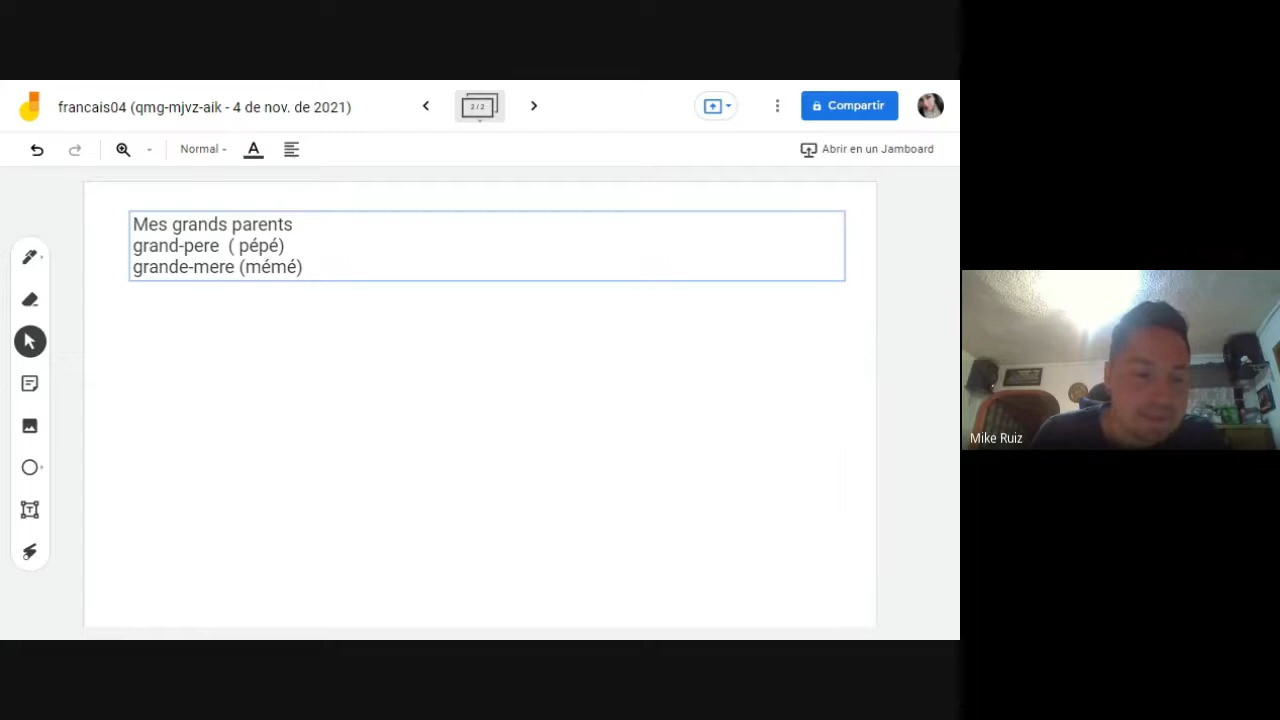 francais04 (qmg-mjvz-aik - 4 de nov. de 2021)
2/2
Compartir
Normal
A
Abrir en un Jamboard
Mes grands parents
grand-pere ( pépé)
grande-mere (mémé)
T
Mike Ruiz